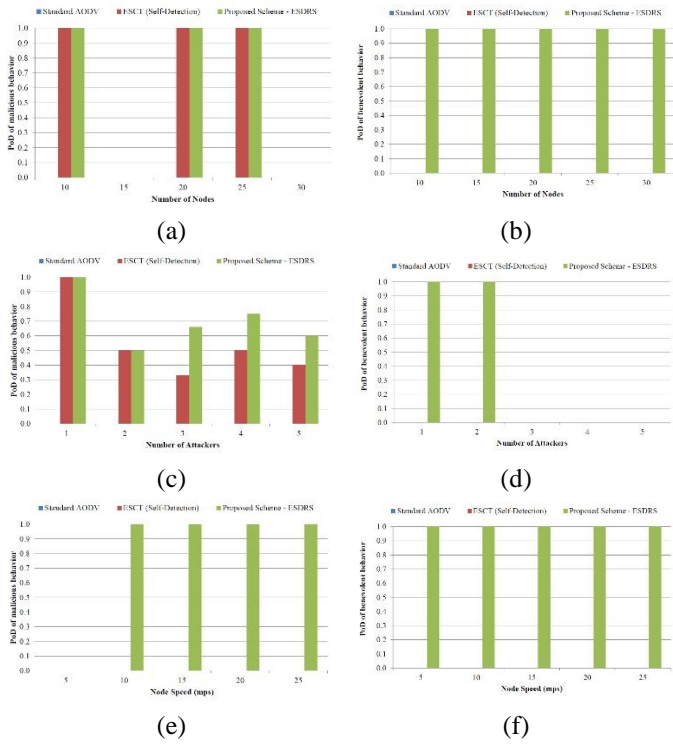 Standard AODV ESCT (Self-Detection) Proposed Scheme - ESDRS
PoD of malicious behavior
1.0
0.9
0.8
0.7
0.6
0.5
0.4
0.3
0.2
0.1
0.0
10 15 20 25 30
Number of Nodes
(a)
Standard AODV ESCT (Self-Detection) Proposed Scheme - ESDRS
PoD of benevolent behavior
1.0
0.9
0.8
0.7
0.6
0.5
0.4
0.3
0.2
0.1
0.0
10 15 20 25 30
Number of Nodes
(b)
Standard AODV ESCT (Self-Detection) Proposed Scheme - ESDRS
PoD of malicious behavior
1.0
0.9
0.8
0.7
0.6
0.5
0.4
0.3
0.2
0.1
0.0
1 2 3 4 5
Number of Attackers
(c)
Standard AODV ESCT (Self-Detection) Proposed Scheme - ESDRS
PoD of benevolent behavior
1.0
0.9
0.8
0.7
0.6
0.5
0.4
0.3
0.2
0.1
0.0
1 2 3 4 5
Number of Attackers
(d)
Standard AODV ESCT (Self-Detection) Proposed Scheme - ESDRS
PoD of malicious behavior
1.0
0.9
0.8
0.7
0.6
0.5
0.4
0.3
0.2
0.1
0.0
5 10 15 20 25
Node Speed (mps)
(e)
Standard AODV ESCT (Self-Detection) Proposed Scheme - ESDRS
PoD of benevolent behavior
1.0
0.9
0.8
0.7
0.6
0.5
0.4
0.3
0.2
0.1
0.0
5 10 15 20 25
Node Speed (mps)
(f)